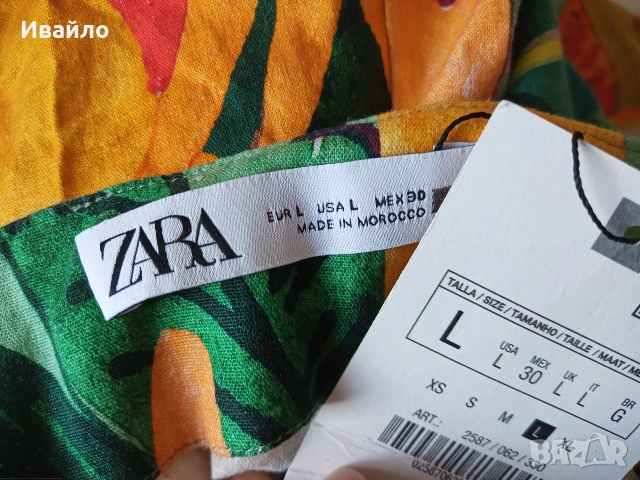 Ивайло
ZARA
EUR L USA L MEX 30
MADE IN MOROCCO
TALLA / SIZE / TAMANHO / TAILLE / MAAT /
L
USA MEX UK IT BR
L 30 L L G
XS S M L XL
ART.: 2587 / 062 / 330
BAZAR